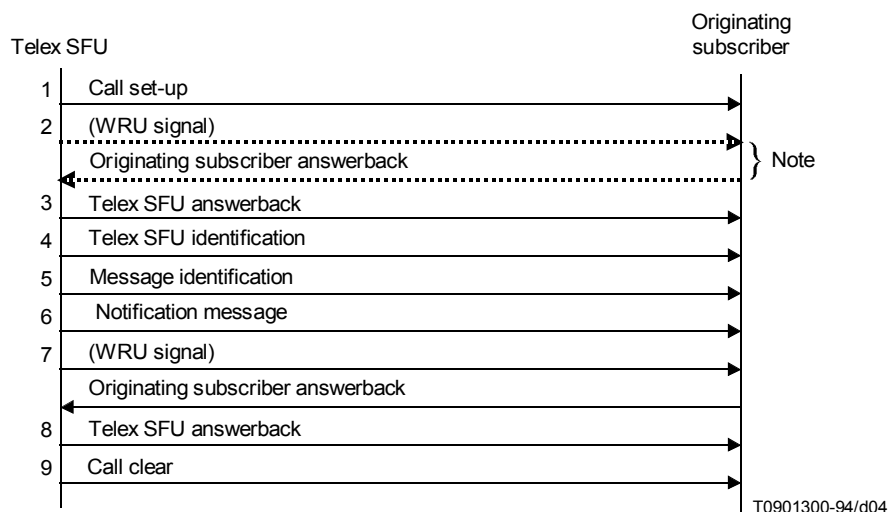 Originating
subscriber
Telex SFU
1 Call set-up
2 (WRU signal)
Originating subscriber answerback
} Note
3 Telex SFU answerback
4 Telex SFU identification
5 Message identification
6 Notification message
7 (WRU signal)
Originating subscriber answerback
8 Telex SFU answerback
9 Call clear
T0901300-94/d04